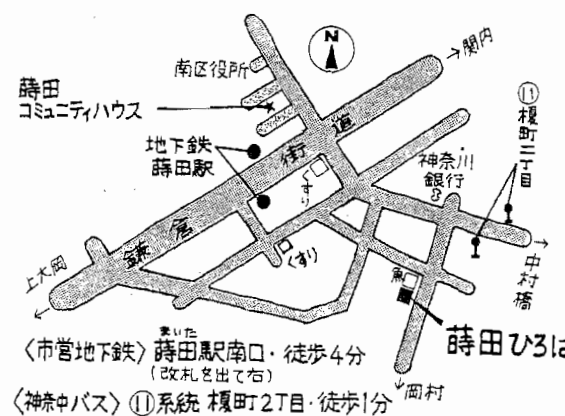 南区役所
N
→関内
蒔田
コミュニティハウス
地下鉄
蒔田駅
鎌倉街道
くすり
くすり
神奈川
銀行
⑪
榎町二丁目
上大岡
中村橋
魚
蒔田ひろば
岡村
〈市営地下鉄〉蒔田駅南口・徒歩4分
まいた
(改札を出て右)
〈神奈中バス〉⑪系統 榎町2丁目・徒歩1分